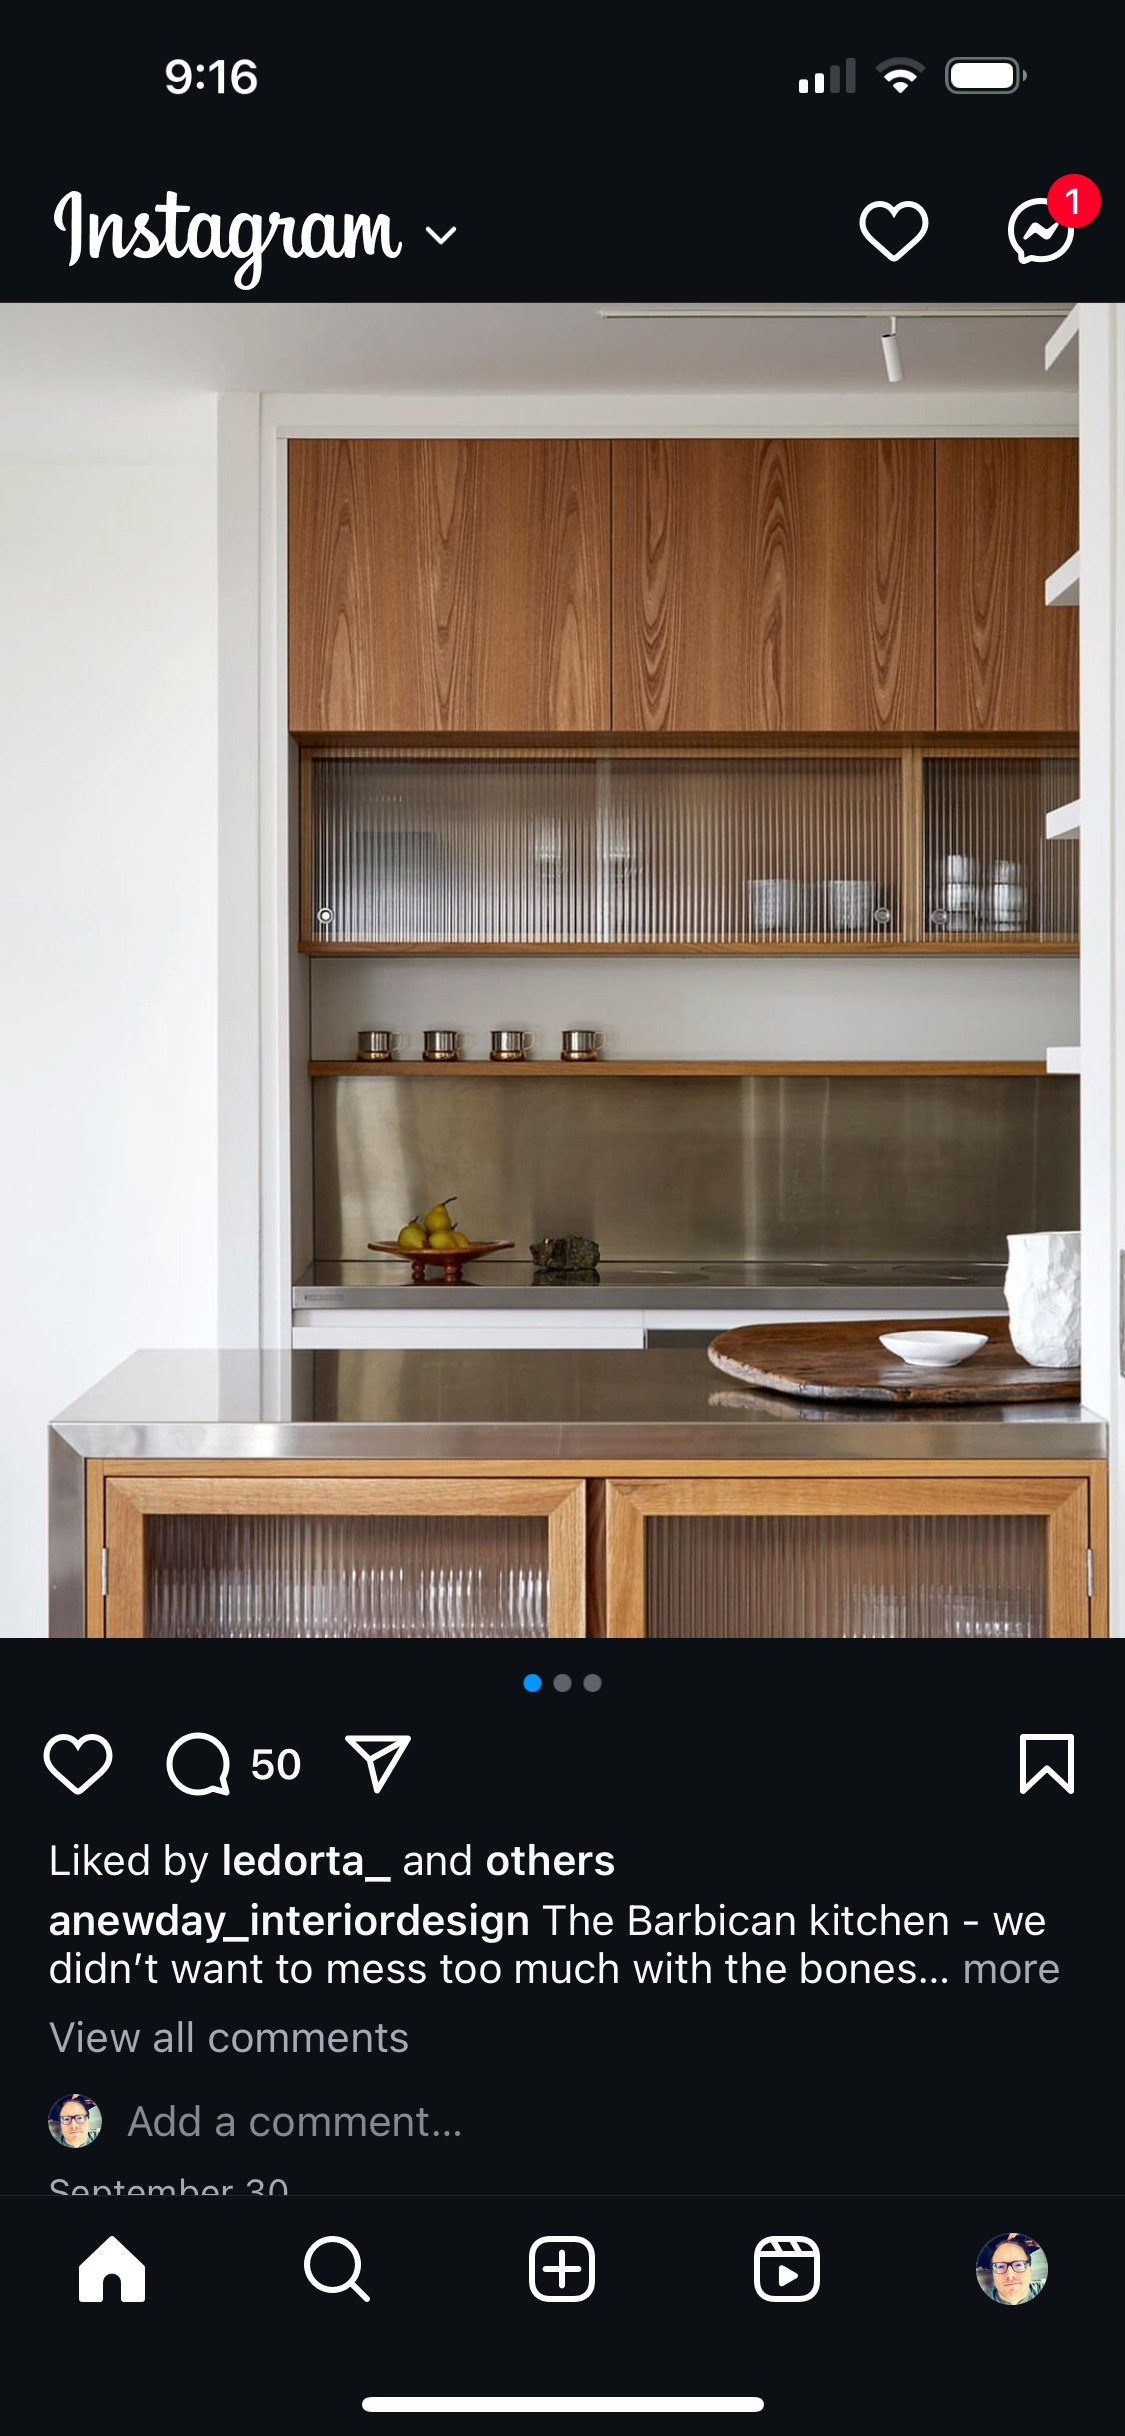 9:16
Instagram
1
50
Liked by ledorta_ and others
anewday_interiordesign The Barbican kitchen - we
didn’t want to mess too much with the bones... more
View all comments
Add a comment...
September 30